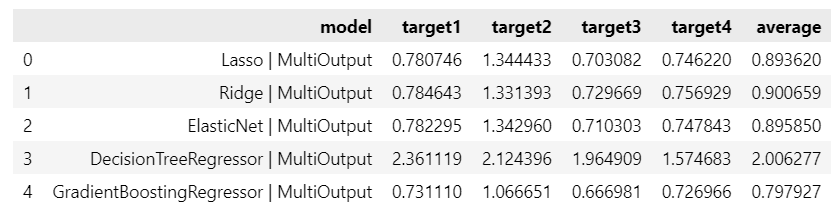 model target1 target2 target3 target4 average
0 Lasso | MultiOutput 0.780746 1.344433 0.703082 0.746220 0.893620
1 Ridge | MultiOutput 0.784643 1.331393 0.729669 0.756929 0.900659
2 ElasticNet | MultiOutput 0.782295 1.342960 0.710303 0.747843 0.895850
3 DecisionTreeRegressor | MultiOutput 2.361119 2.124396 1.964909 1.574683 2.006277
4 GradientBoostingRegressor | MultiOutput 0.731110 1.066651 0.666981 0.726966 0.797927